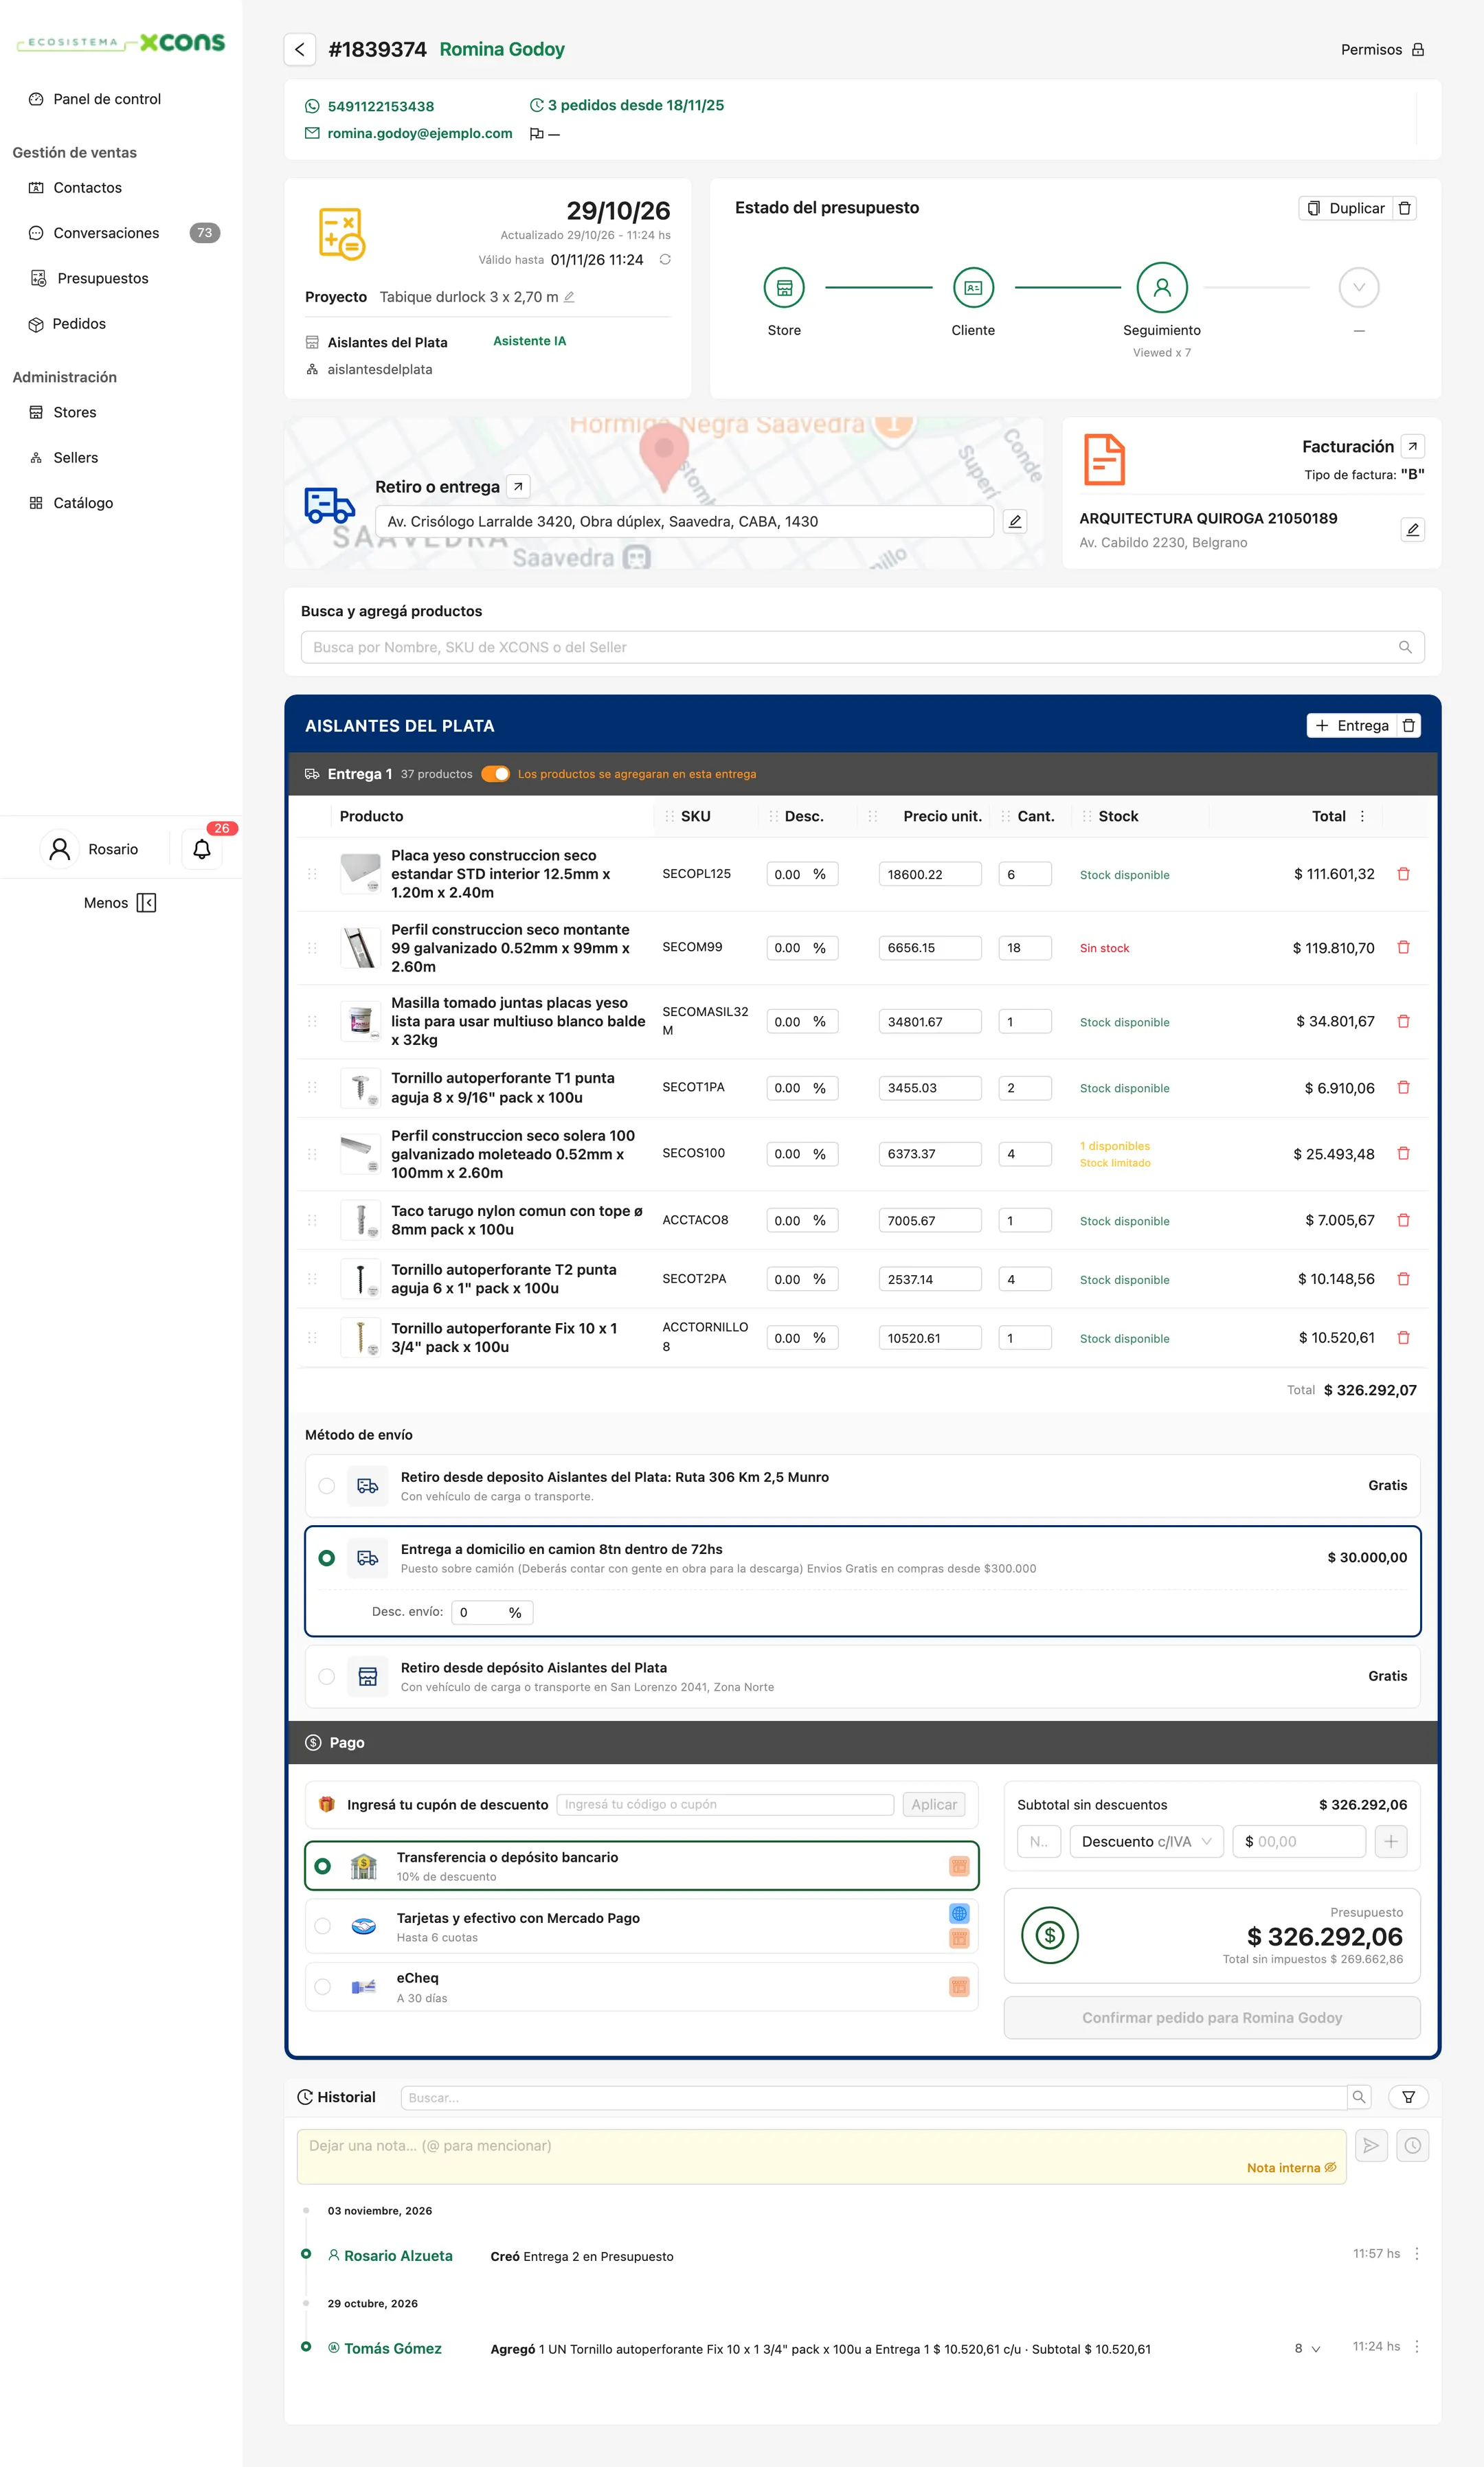 ECOSISTEMA xcons
Panel de control
Gestión de ventas
Contactos
Conversaciones 73
Presupuestos
Pedidos
Administración
Stores
Sellers
Catálogo
Rosario 26
Menos
#1839374 Romina Godoy
Permisos
5491122153438
3 pedidos desde 18/11/25
romina.godoy@ejemplo.com
—
29/10/26
Actualizado 29/10/26 - 11:24 hs
Válido hasta 01/11/26 11:24
Proyecto Tabique durlock 3 x 2,70 m
Aislantes del Plata Asistente IA
aislantesdelplata
Estado del presupuesto
Duplicar
Store
Cliente
Seguimiento
—
Viewed x 7
Hormiga Negra Saavedra
Conde
Superí
Retiro o entrega
Av. Crisólogo Larralde 3420, Obra dúplex, Saavedra, CABA, 1430
SAAVEDRA
Saavedra
Facturación
Tipo de factura: "B"
ARQUITECTURA QUIROGA 21050189
Av. Cabildo 2230, Belgrano
Busca y agregá productos
Busca por Nombre, SKU de XCONS o del Seller
AISLANTES DEL PLATA
+ Entrega
Entrega 1 37 productos Los productos se agregaran en esta entrega
Producto SKU Desc. Precio unit. Cant. Stock Total
Placa yeso construccion seco
estandar STD interior 12.5mm x
1.20m x 2.40m
SECOPL125 0.00 % 18600.22 6 Stock disponible $ 111.601,32
Perfil construccion seco montante
99 galvanizado 0.52mm x 99mm x
2.60m
SECOM99 0.00 % 6656.15 18 Sin stock $ 119.810,70
Masilla tomado juntas placas yeso
lista para usar multiuso blanco balde
x 32kg
SECOMASIL32
M
0.00 % 34801.67 1 Stock disponible $ 34.801,67
Tornillo autoperforante T1 punta
aguja 8 x 9/16" pack x 100u
SECOT1PA 0.00 % 3455.03 2 Stock disponible $ 6.910,06
Perfil construccion seco solera 100
galvanizado moleteado 0.52mm x
100mm x 2.60m
SECOS100 0.00 % 6373.37 4
1 disponibles
Stock limitado
$ 25.493,48
Taco tarugo nylon comun con tope ø
8mm pack x 100u
ACCTACO8 0.00 % 7005.67 1 Stock disponible $ 7.005,67
Tornillo autoperforante T2 punta
aguja 6 x 1" pack x 100u
SECOT2PA 0.00 % 2537.14 4 Stock disponible $ 10.148,56
Tornillo autoperforante Fix 10 x 1
3/4" pack x 100u
ACCTORNILLO
8
0.00 % 10520.61 1 Stock disponible $ 10.520,61
Total $ 326.292,07
Método de envío
Retiro desde deposito Aislantes del Plata: Ruta 306 Km 2,5 Munro
Con vehículo de carga o transporte.
Gratis
Entrega a domicilio en camion 8tn dentro de 72hs
Puesto sobre camión (Deberás contar con gente en obra para la descarga) Envios Gratis en compras desde $300.000
$ 30.000,00
Desc. envío: 0 %
Retiro desde depósito Aislantes del Plata
Con vehículo de carga o transporte en San Lorenzo 2041, Zona Norte
Gratis
Pago
Ingresá tu cupón de descuento Ingresá tu código o cupón Aplicar
Transferencia o depósito bancario
10% de descuento
Tarjetas y efectivo con Mercado Pago
Hasta 6 cuotas
eCheq
A 30 días
Subtotal sin descuentos $ 326.292,06
N.. Descuento c/IVA $ 00,00 +
Presupuesto
$ 326.292,06
Total sin impuestos $ 269.662,86
Confirmar pedido para Romina Godoy
Historial Buscar...
Dejar una nota... (@ para mencionar)
Nota interna
03 noviembre, 2026
Rosario Alzueta Creó Entrega 2 en Presupuesto 11:57 hs
29 octubre, 2026
Tomás Gómez Agregó 1 UN Tornillo autoperforante Fix 10 x 1 3/4" pack x 100u a Entrega 1 $ 10.520,61 c/u · Subtotal $ 10.520,61 8 11:24 hs